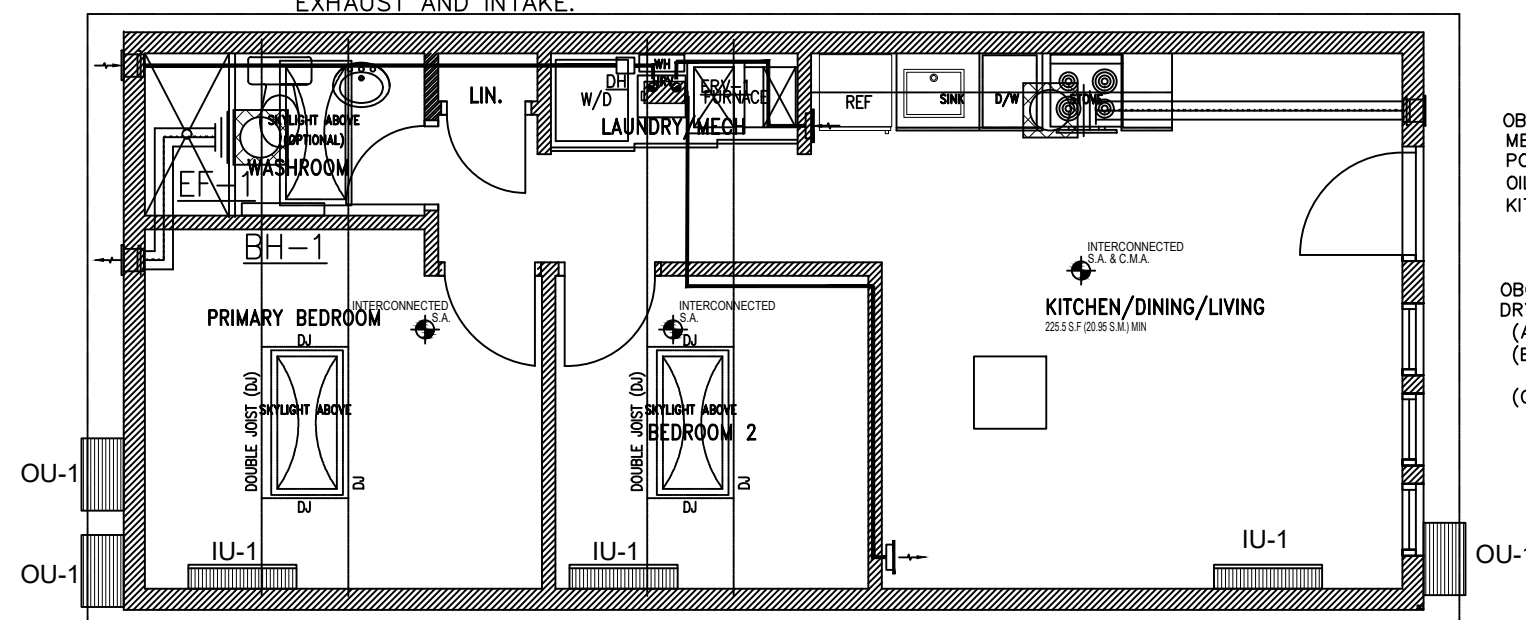 EXHAUST AND INTAKE.
LIN.
DH
W/D
WH
ERV-1
FURNACE
LAUNDRY/MECH
REF
SINK
D/W
STOVE
SKYLIGHT ABOVE
(OPTIONAL)
WASHROOM
EF-1
BH-1
PRIMARY BEDROOM
INTERCONNECTED
S.A.
INTERCONNECTED
S.A.
INTERCONNECTED
S.A. & C.M.A.
KITCHEN/DINING/LIVING
225.5 S.F (20.95 S.M.) MIN
DJ
DOUBLE JOIST (DJ)
SKYLIGHT ABOVE
DJ
DJ
DJ
DOUBLE JOIST (DJ)
SKYLIGHT ABOVE
BEDROOM 2
DJ
DJ
OU-1
OU-1
IU-1
IU-1
IU-1
OU-1